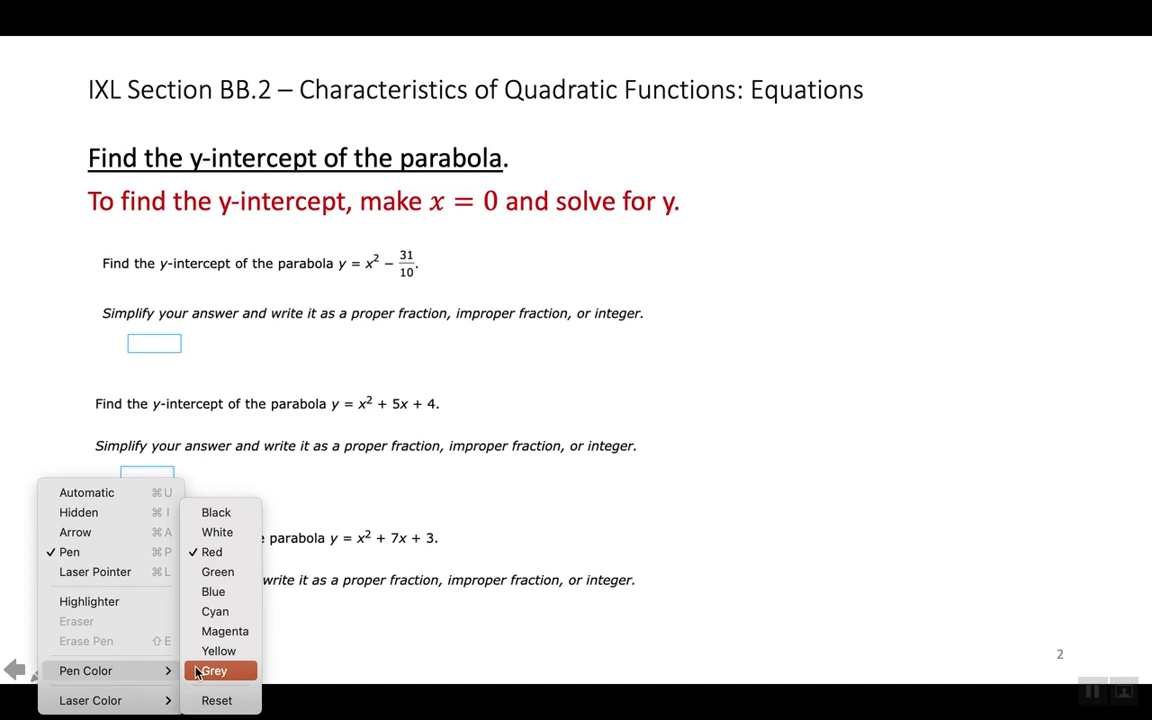 IXL Section BB.2 – Characteristics of Quadratic Functions: Equations
Find the y-intercept of the parabola.
To find the y-intercept, make x = 0 and solve for y.
Find the y-intercept of the parabola y = x² − 31/10.
Simplify your answer and write it as a proper fraction, improper fraction, or integer.
Find the y-intercept of the parabola y = x² + 5x + 4.
Simplify your answer and write it as a proper fraction, improper fraction, or integer.
parabola y = x² + 7x + 3.
write it as a proper fraction, improper fraction, or integer.
Automatic ⌘U
Hidden ⌘I
Arrow ⌘A
✓ Pen ⌘P
Laser Pointer ⌘L
Highlighter
Eraser
Erase Pen ⇧E
Pen Color >
Laser Color >
Black
White
✓ Red
Green
Blue
Cyan
Magenta
Yellow
Grey
Reset
2